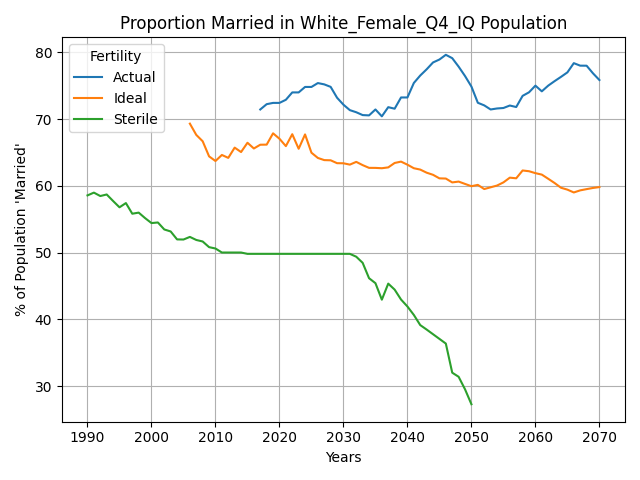 Proportion Married in White_Female_Q4_IQ Population
% of Population 'Married'
80
70
60
50
40
30
Fertility
Actual
Ideal
Sterile
1990 2000 2010 2020 2030 2040 2050 2060 2070
Years